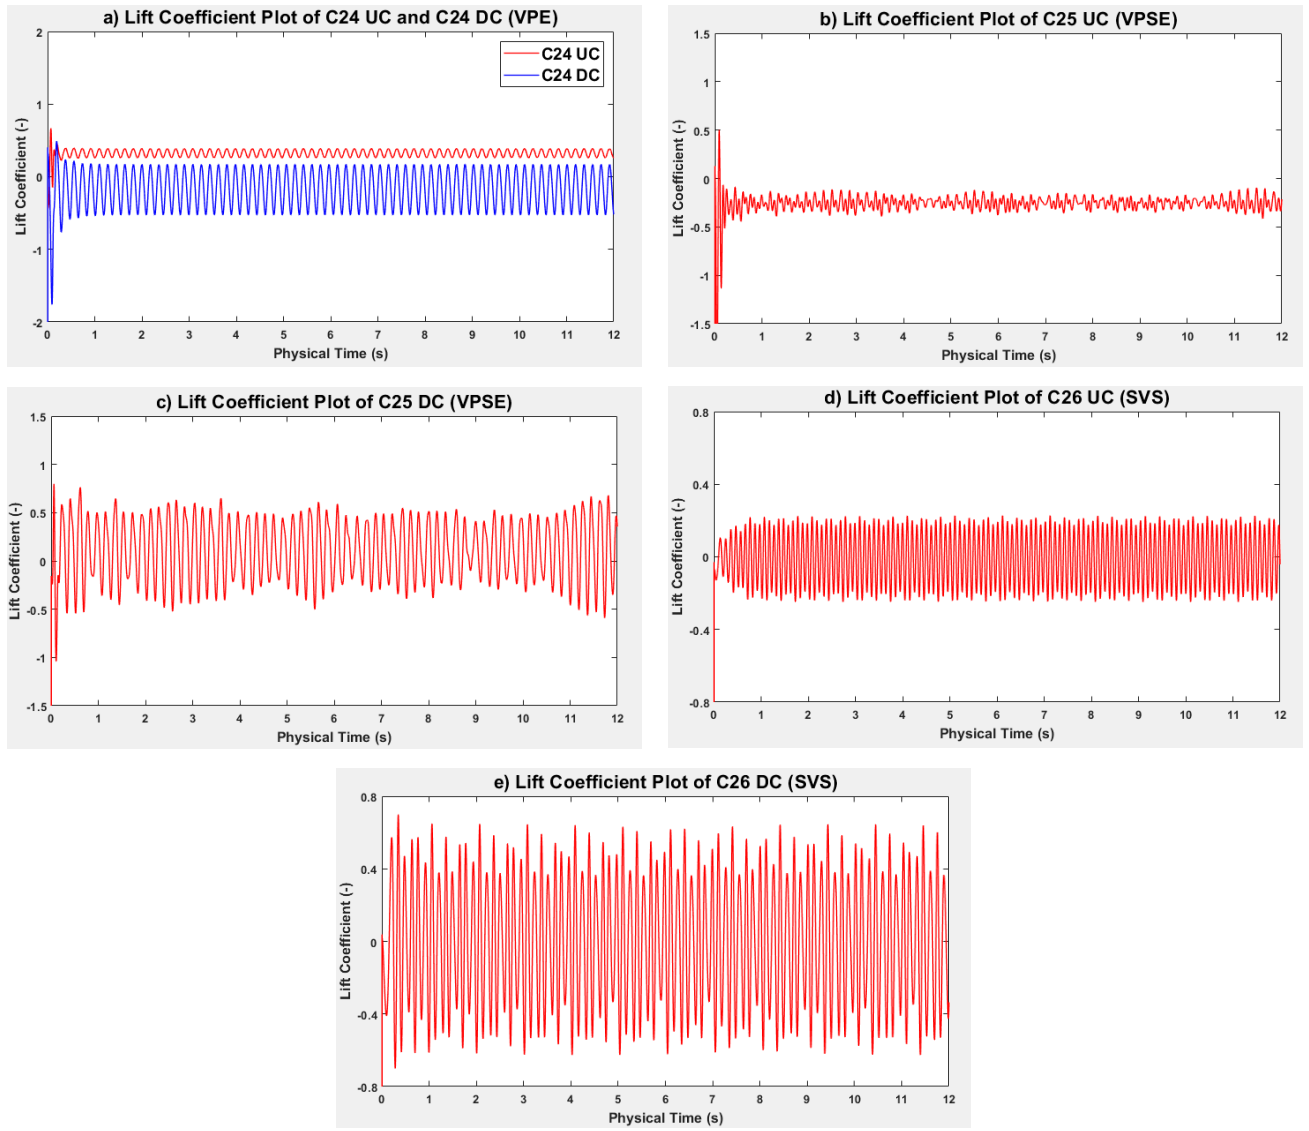 a) Lift Coefficient Plot of C24 UC and C24 DC (VPE)
2
1
0
-1
-2
Lift Coefficient (-)
C24 UC
C24 DC
0 1 2 3 4 5 6 7 8 9 10 11 12
Physical Time (s)
b) Lift Coefficient Plot of C25 UC (VPSE)
1.5
1
0.5
0
-0.5
-1
-1.5
Lift Coefficient (-)
0 1 2 3 4 5 6 7 8 9 10 11 12
Physical Time (s)
c) Lift Coefficient Plot of C25 DC (VPSE)
1.5
1
0.5
0
-0.5
-1
-1.5
Lift Coefficient (-)
0 1 2 3 4 5 6 7 8 9 10 11 12
Physical Time (s)
d) Lift Coefficient Plot of C26 UC (SVS)
0.8
0.4
0
-0.4
-0.8
Lift Coefficient (-)
0 1 2 3 4 5 6 7 8 9 10 11 12
Physical Time (s)
e) Lift Coefficient Plot of C26 DC (SVS)
0.8
0.4
0
-0.4
-0.8
Lift Coefficient (-)
0 1 2 3 4 5 6 7 8 9 10 11 12
Physical Time (s)